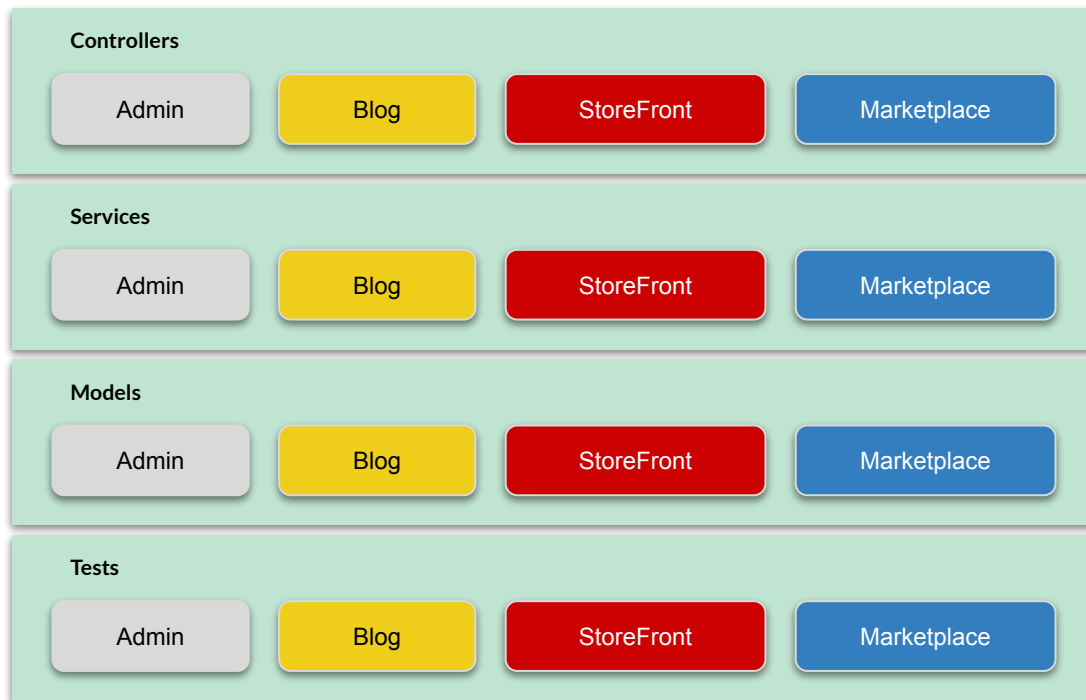 Controllers
Admin Blog StoreFront Marketplace
Services
Admin Blog StoreFront Marketplace
Models
Admin Blog StoreFront Marketplace
Tests
Admin Blog StoreFront Marketplace